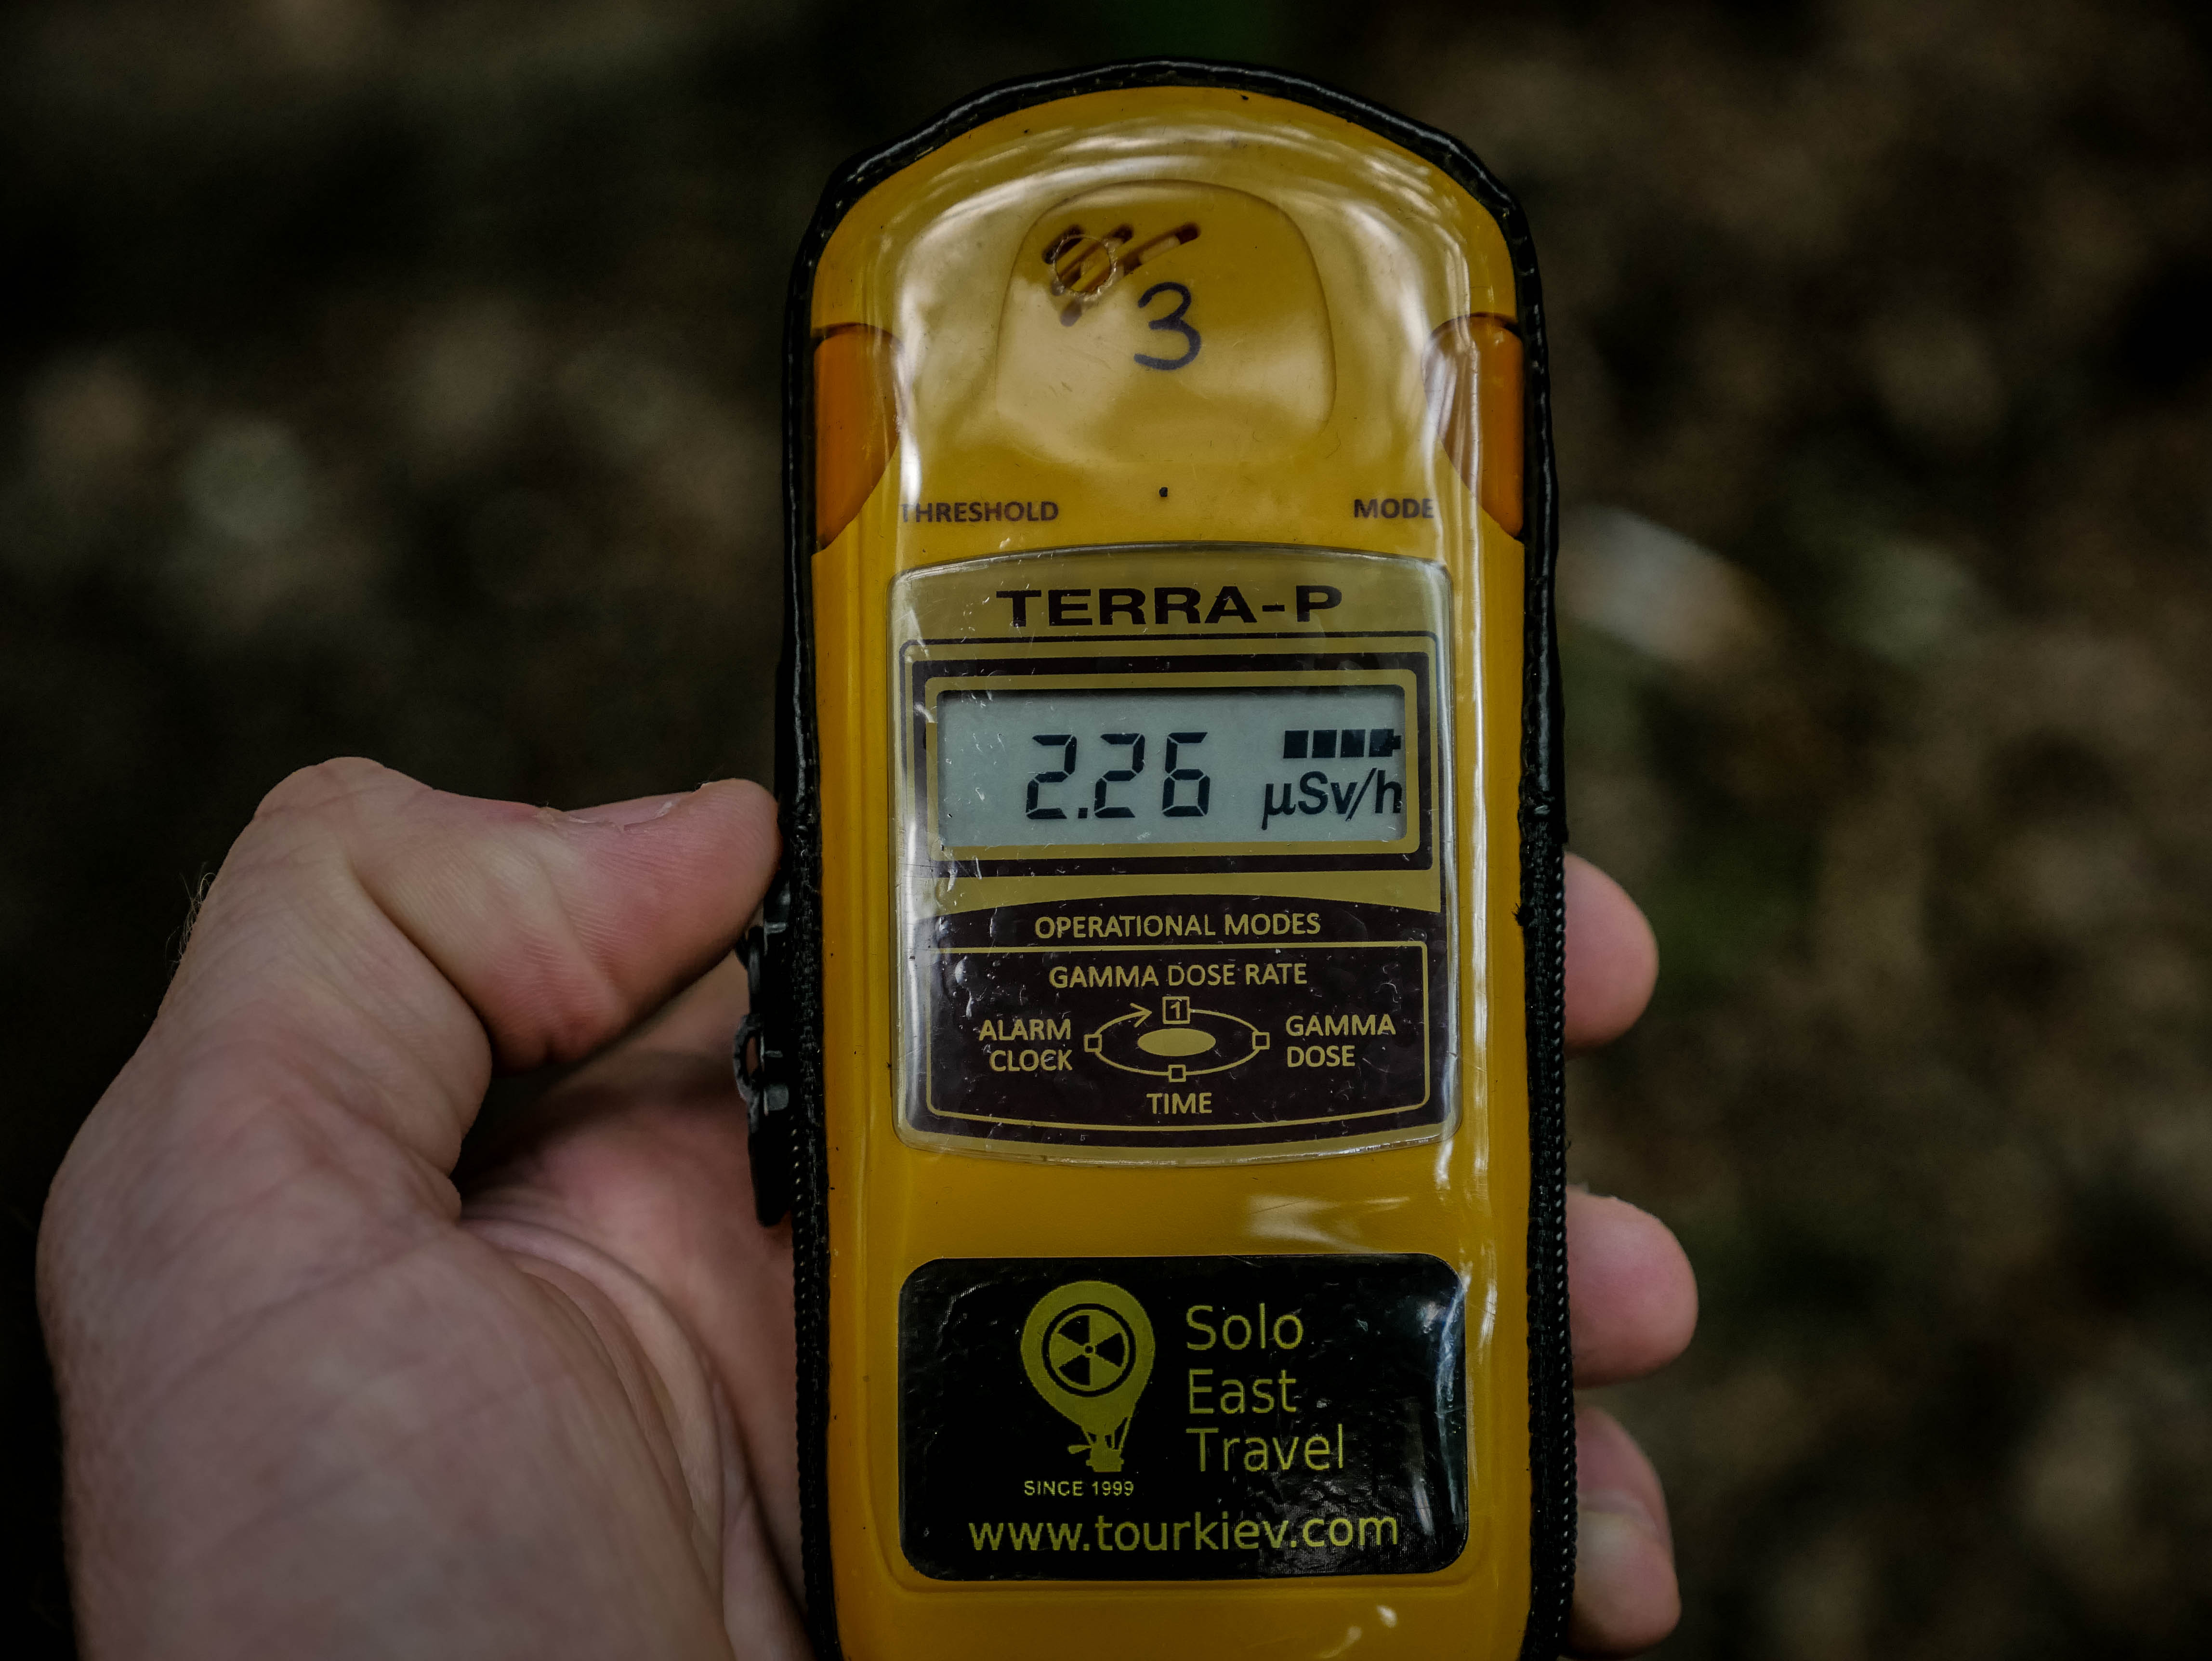 3
THRESHOLD MODE
TERRA-P
2.26 µSv/h
OPERATIONAL MODES
GAMMA DOSE RATE
1
ALARM CLOCK
GAMMA DOSE
TIME
Solo
East
Travel
SINCE 1999
www.tourkiev.com